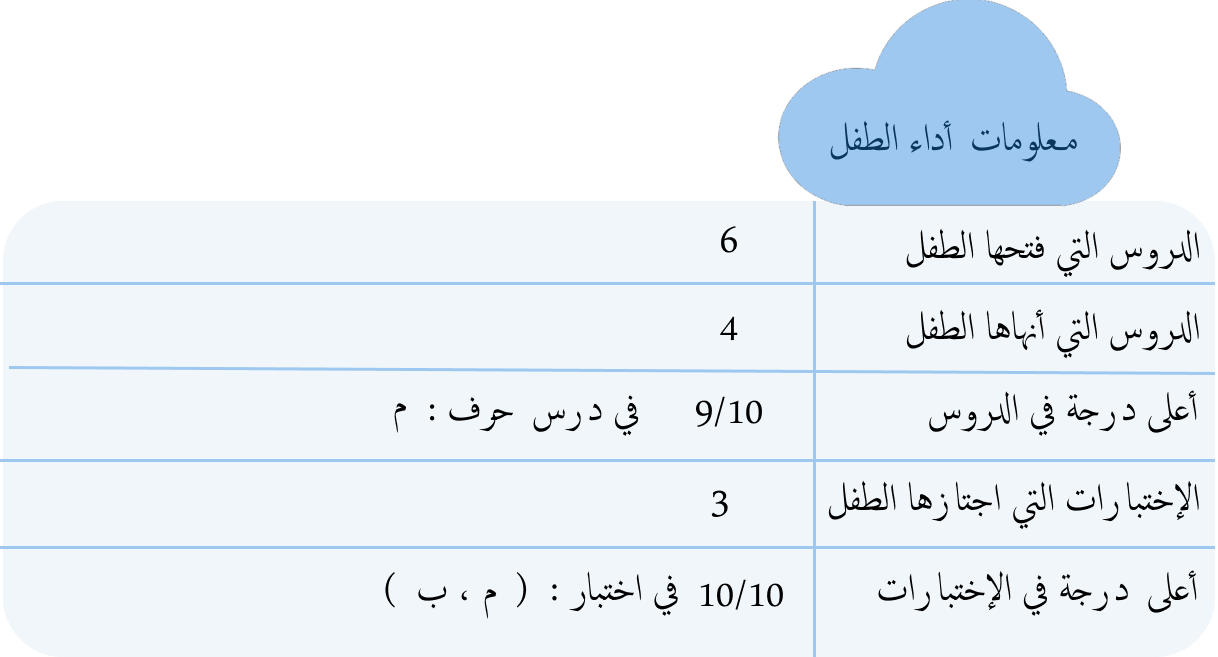 معلومات أداء الطفل
الدروس التي فتحها الطفل 6
الدروس التي أنهاها الطفل 4
أعلى درجة في الدروس 9/10 في درس حرف : م
الإختبارات التي اجتازها الطفل 3
أعلى درجة في الإختبارات 10/10 في اختبار : ( م ، ب )